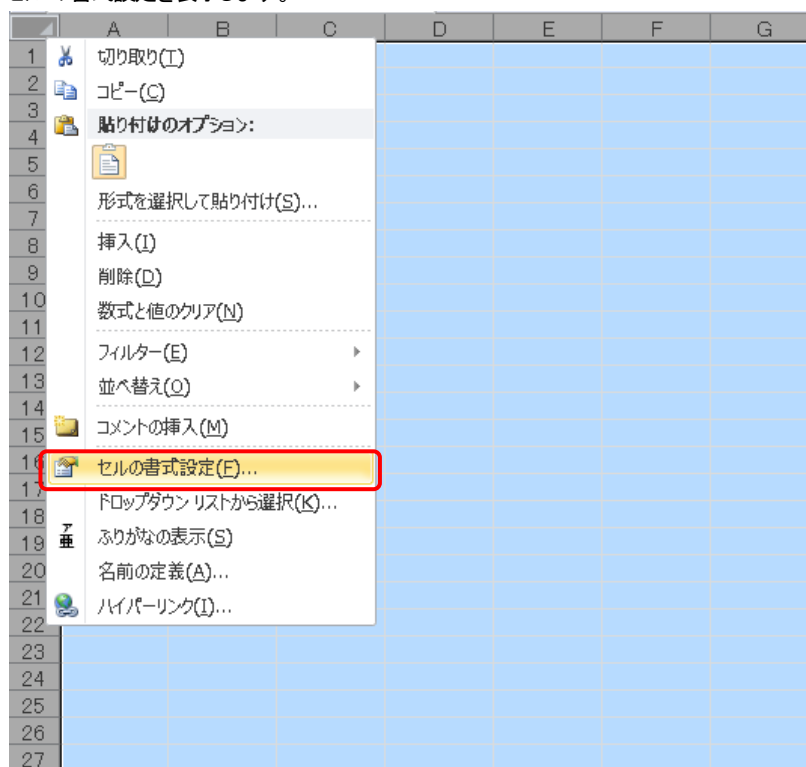 A B C D E F G
1 切り取り(T)
2 コピー(C)
3 貼り付けのオプション:
4
5
6 形式を選択して貼り付け(S)...
7
8 挿入(I)
9 削除(D)
10 数式と値のクリア(N)
11
12 フィルター(E)
13 並べ替え(O)
14
15 コメントの挿入(M)
16 セルの書式設定(F)...
17 ドロップダウン リストから選択(K)...
18
19 ア亜 ふりがなの表示(S)
20 名前の定義(A)...
21 ハイパーリンク(I)...
22
23
24
25
26
27